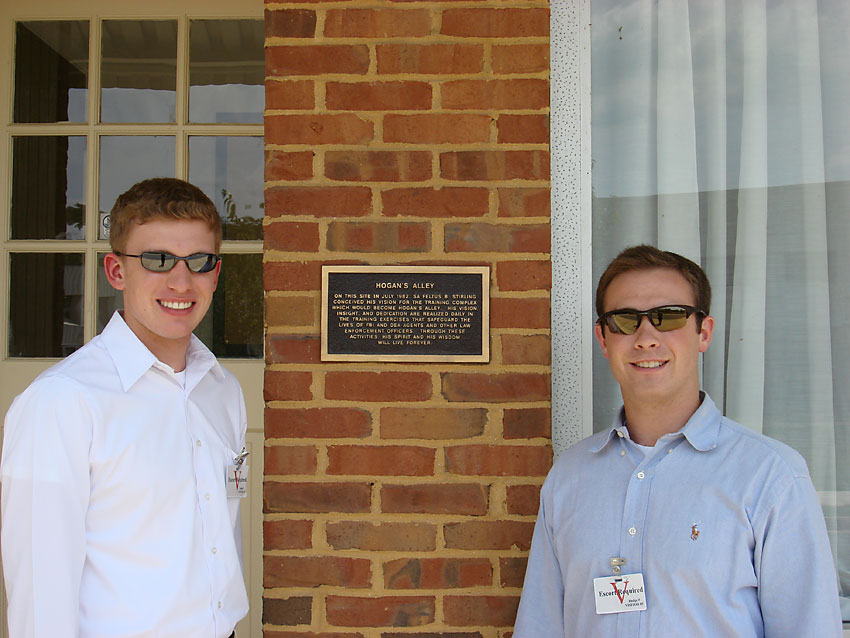 HOGAN'S ALLEY
ON THIS SITE IN JULY 1982, SA FELTUS B. STIRLING
CONCEIVED HIS VISION FOR THE TRAINING COMPLEX
WHICH WOULD BECOME HOGAN'S ALLEY. HIS VISION,
INSIGHT, AND DEDICATION ARE REALIZED DAILY IN
THE TRAINING EXERCISES THAT SAFEGUARD THE
LIVES OF FBI AND DEA AGENTS AND OTHER LAW
ENFORCEMENT OFFICERS. THROUGH THESE
ACTIVITIES, HIS SPIRIT AND HIS WISDOM
WILL LIVE FOREVER.
Escort Required
V
Escort Required
V